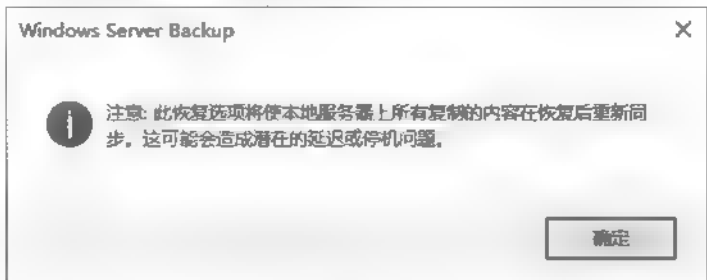 Windows Server Backup
注意: 此恢复选项将使本地服务器上所有复制的内容在恢复后重新同
步。这可能会造成潜在的延迟或停机问题。
确定